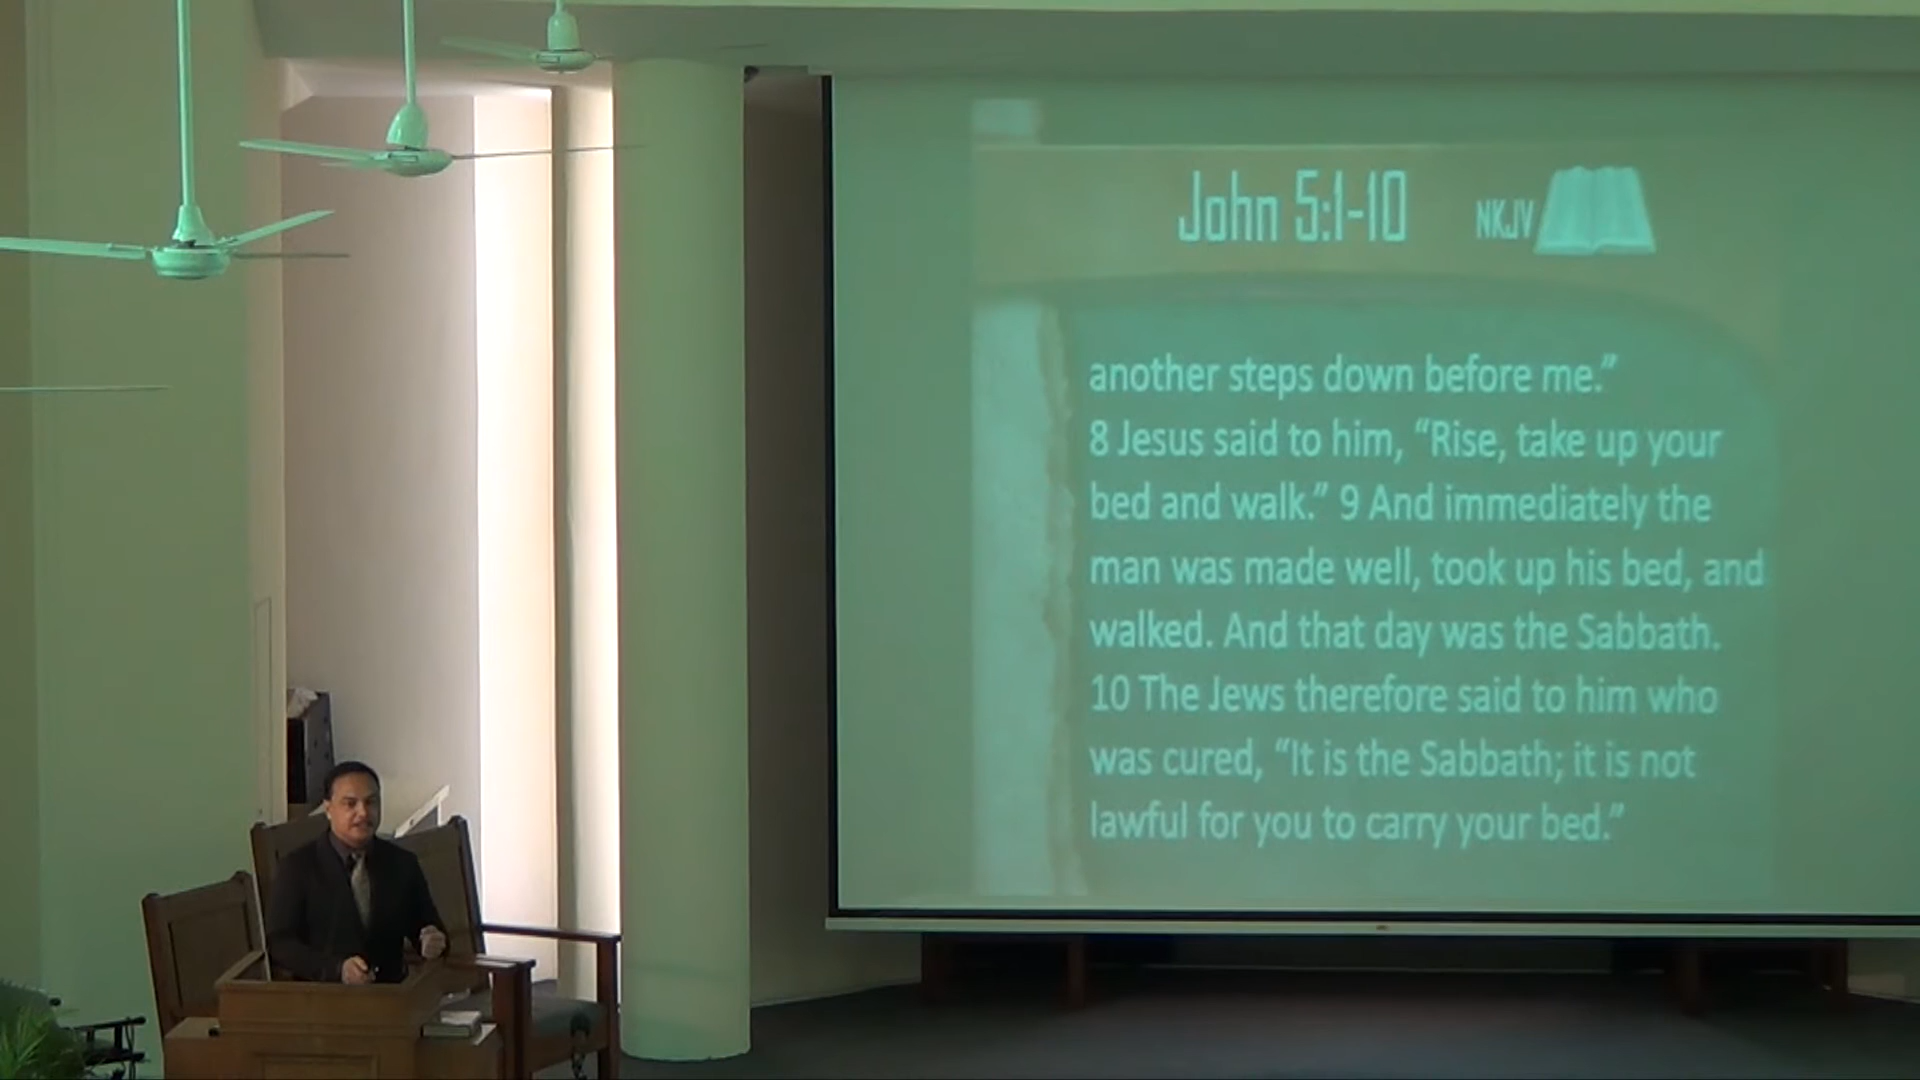 John 5:1-10 NKJV
another steps down before me.”
8 Jesus said to him, “Rise, take up your
bed and walk.” 9 And immediately the
man was made well, took up his bed, and
walked. And that day was the Sabbath.
10 The Jews therefore said to him who
was cured, “It is the Sabbath; it is not
lawful for you to carry your bed.”